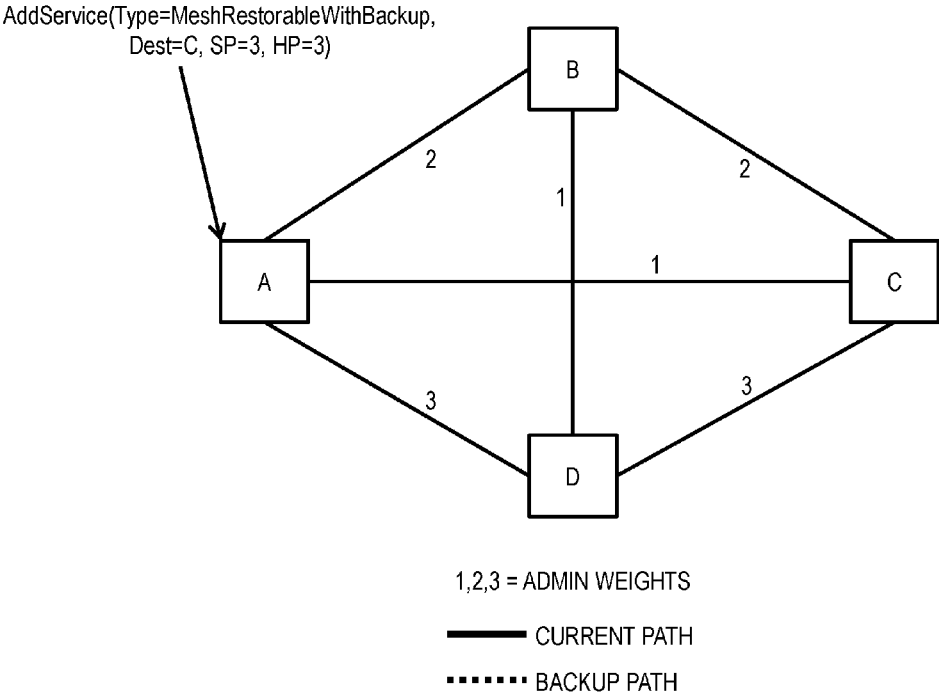 AddService(Type=MeshRestorableWithBackup,
Dest=C, SP=3, HP=3)
B
2
2
1
A
1
C
3
3
D
1,2,3 = ADMIN WEIGHTS
CURRENT PATH
BACKUP PATH